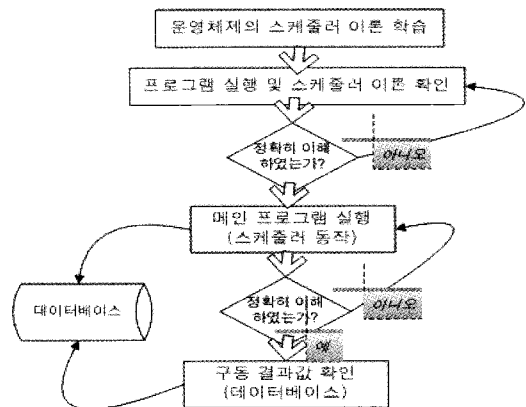 운영체제의 스케줄러 이론 학습
프로그램 실행 및 스케줄러 이론 확인
정확히 이해
하였는가?
아니오
메인 프로그램 실행
(스케줄러 동작)
데이터베이스
정확히 이해
하였는가?
아니오
예
구동 결과값 확인
(데이터베이스)